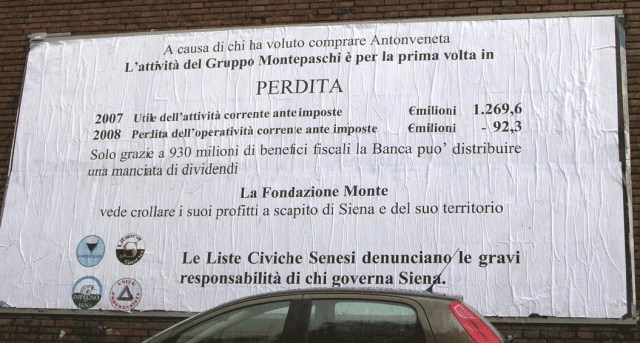 A causa di chi ha voluto comprare Antonveneta
L'attività del Gruppo Montepaschi è per la prima volta in
PERDITA
2007 Utile dell'attività corrente ante imposte €milioni 1.269,6
2008 Perdita dell'operatività corrente ante imposte €milioni - 92,3
Solo grazie a 930 milioni di benefici fiscali la Banca puo' distribuire
una manciata di dividendi
La Fondazione Monte
vede crollare i suoi profitti a scapito di Siena e del suo territorio
Le Liste Civiche Senesi denunciano le gravi
responsabilità di chi governa Siena.